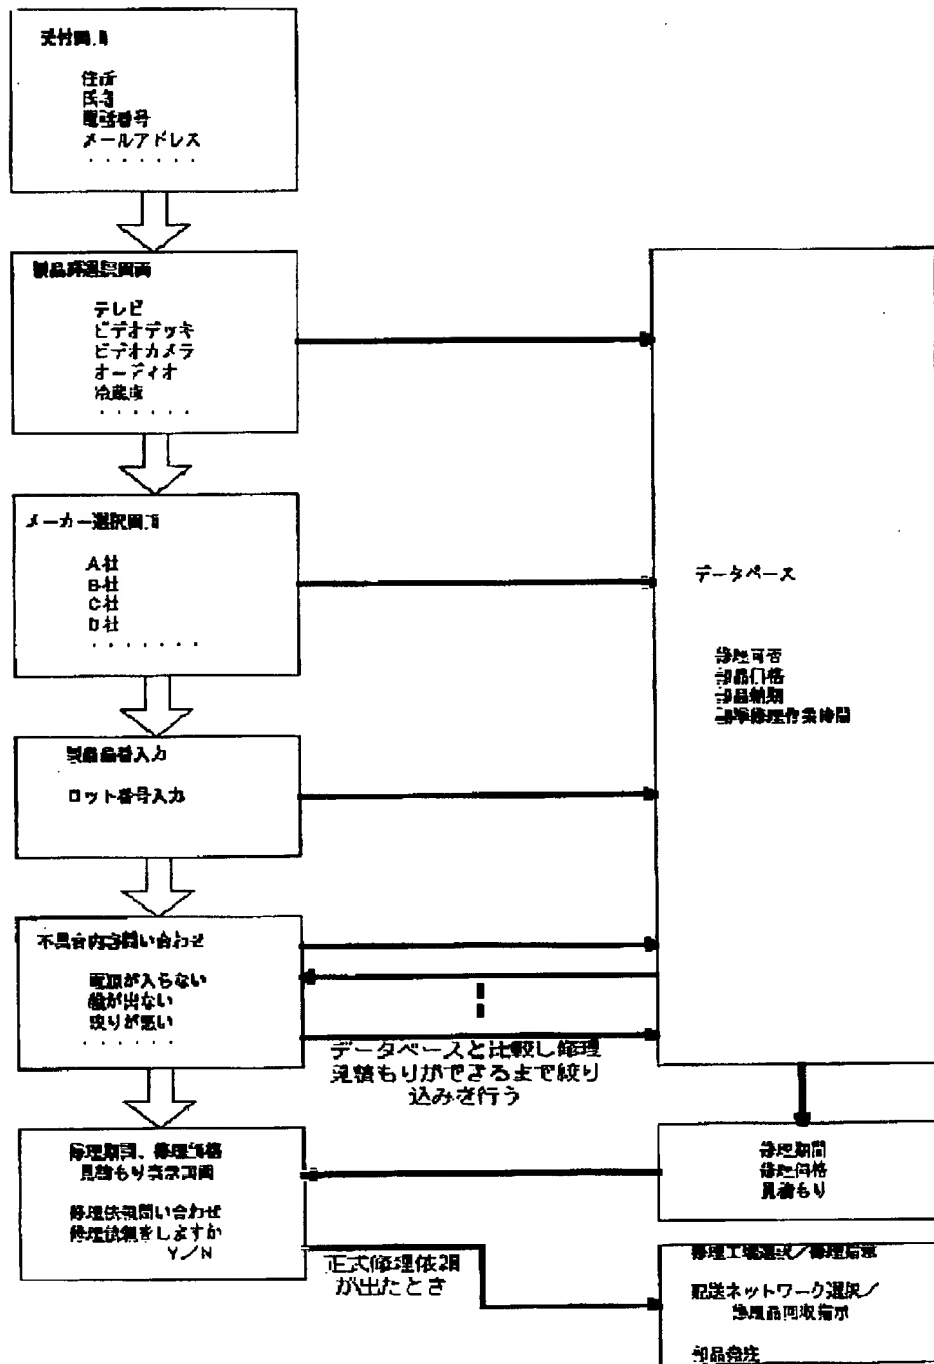 受付画面
住所
氏名
電話番号
メールアドレス
・・・・・・・
製品群選択画面
テレビ
ビデオデッキ
ビデオカメラ
オーディオ
冷蔵庫
・・・・・・
メーカー選択画面
A社
B社
C社
D社
・・・・・・・
製品品番入力
ロット番号入力
データベース
修理可否
部品価格
部品納期
標準修理作業時間
不具合内容問い合わせ
電源が入らない
絵が出ない
映りが悪い
・・・・・・
データベースと比較し修理
見積もりができるまで絞り
込みを行う
修理期間、修理価格
見積もり表示画面
修理依頼問い合わせ
修理依頼をしますか
Y/N
修理期間
修理価格
見積もり
正式修理依頼
が出たとき
修理工場選択/修理指示
配送ネットワーク選択/
修理品回収指示
部品発注